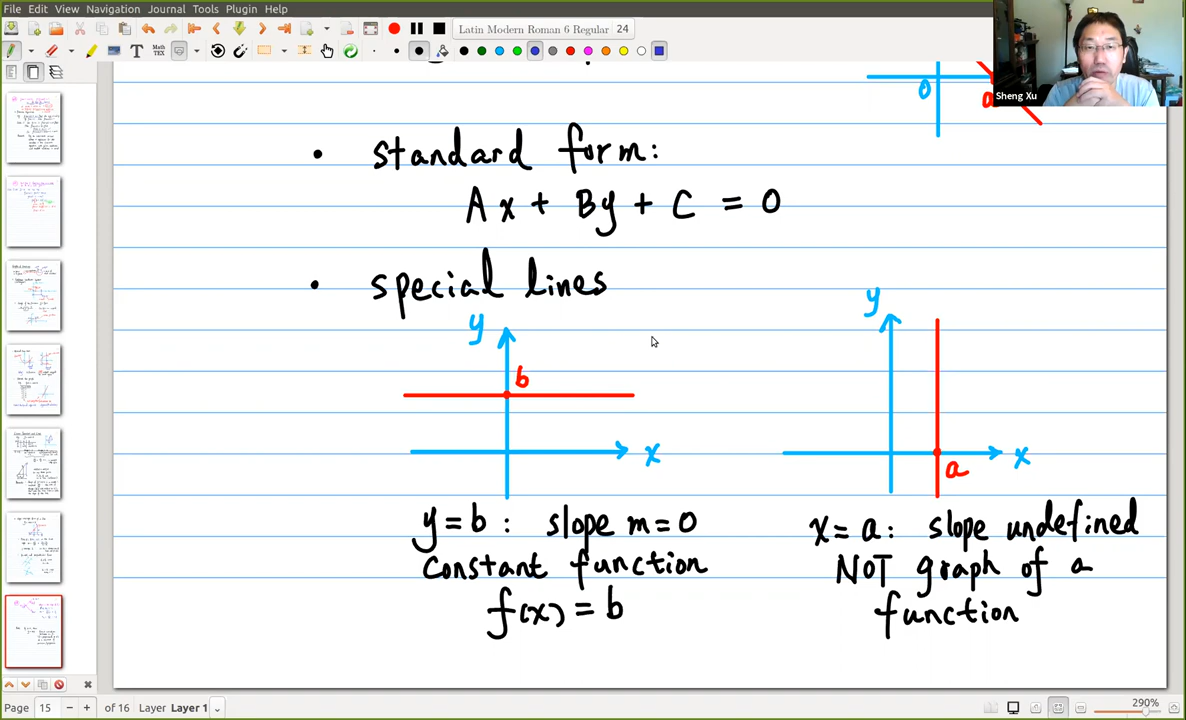 File Edit View Navigation Journal Tools Plugin Help
Latin Modern Roman 6 Regular 24
Sheng Xu
0
a
• standard form:
Ax + By + C = 0
• special lines
y
b
x
y
x
a
y = b : slope m = 0
constant function
f(x) = b
x = a : slope undefined
NOT graph of a
function
Page 15 of 16 Layer Layer 1
290%